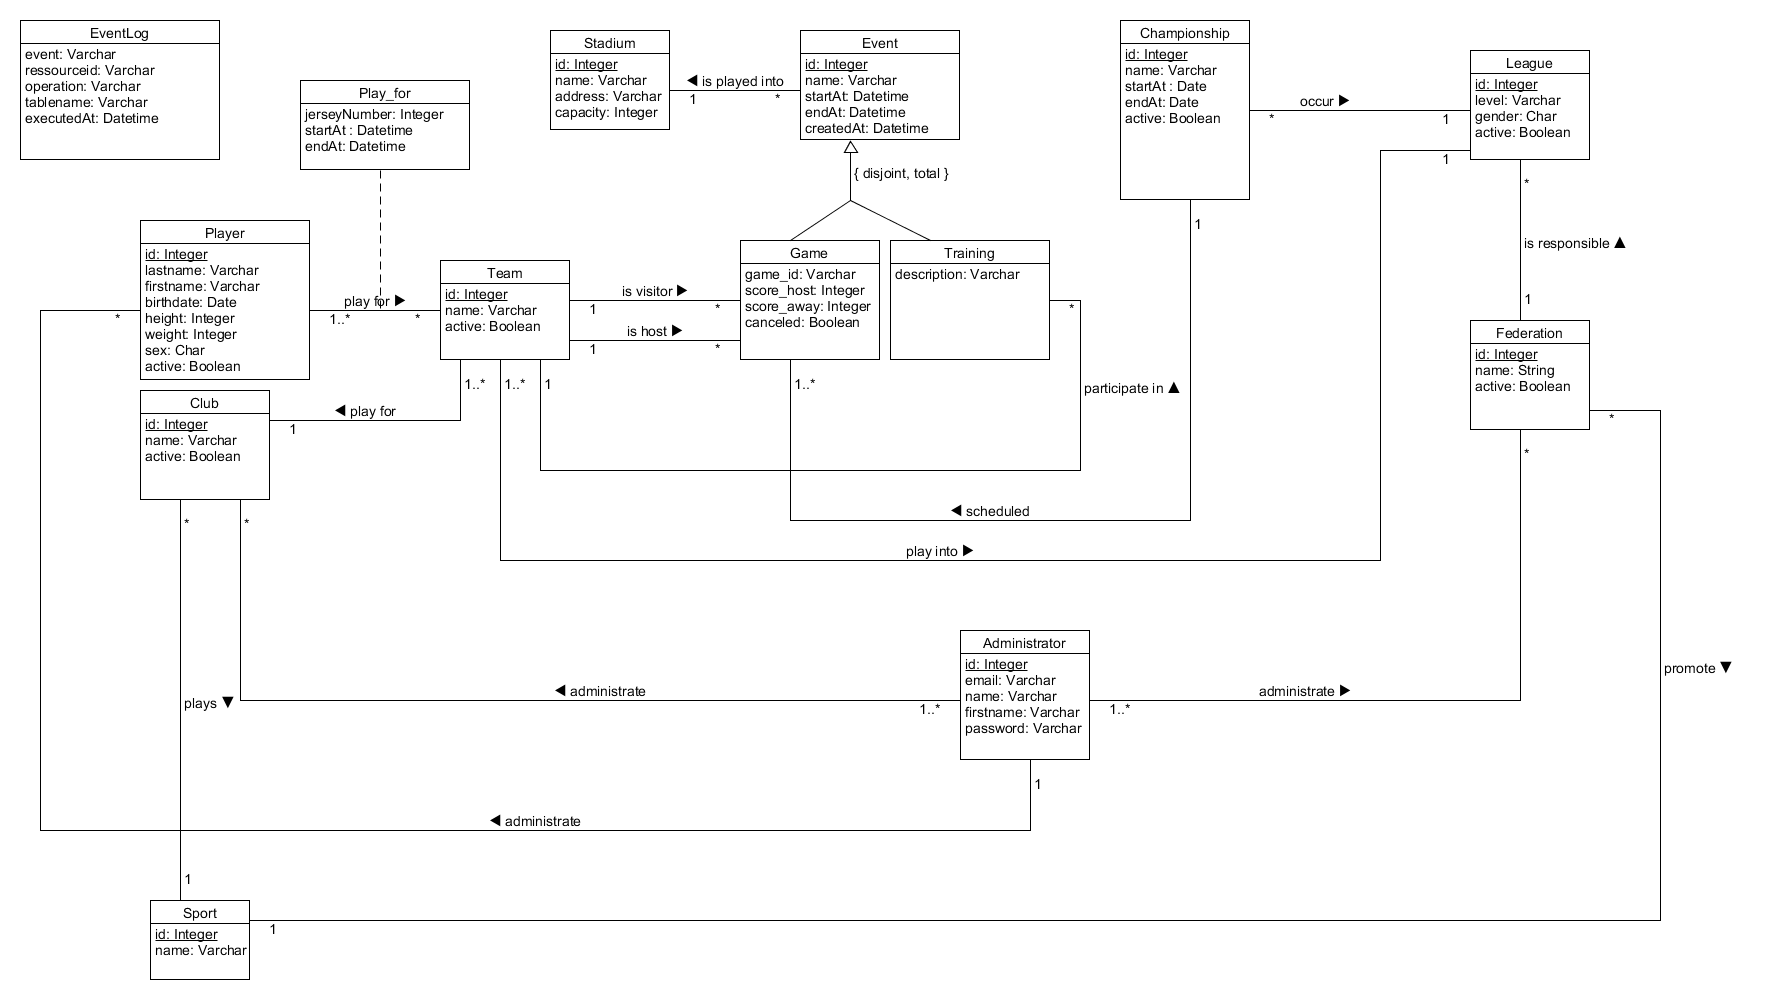 EventLog
event: Varchar
ressourceid: Varchar
operation: Varchar
tablename: Varchar
executedAt: Datetime
Play_for
jerseyNumber: Integer
startAt : Datetime
endAt: Datetime
Stadium
id: Integer
name: Varchar
address: Varchar
capacity: Integer
◀ is played into
1
*
Event
id: Integer
name: Varchar
startAt: Datetime
endAt: Datetime
createdAt: Datetime
{ disjoint, total }
Championship
id: Integer
name: Varchar
startAt : Date
endAt: Date
active: Boolean
occur ▶
*
1
League
id: Integer
level: Varchar
gender: Char
active: Boolean
1
*
1
is responsible ▲
1
Player
id: Integer
lastname: Varchar
firstname: Varchar
birthdate: Date
height: Integer
weight: Integer
sex: Char
active: Boolean
*
play for ▶
1..*
*
Team
id: Integer
name: Varchar
active: Boolean
is visitor ▶
1
*
is host ▶
1
*
Game
game_id: Varchar
score_host: Integer
score_away: Integer
canceled: Boolean
Training
description: Varchar
*
Federation
id: Integer
name: String
active: Boolean
*
*
1..*
1..*
1
1..*
participate in ▲
Club
id: Integer
name: Varchar
active: Boolean
◀ play for
1
*
*
◀ scheduled
play into ▶
Administrator
id: Integer
email: Varchar
name: Varchar
firstname: Varchar
password: Varchar
promote ▼
plays ▼
◀ administrate
1..*
administrate ▶
1..*
1
◀ administrate
1
Sport
id: Integer
name: Varchar
1